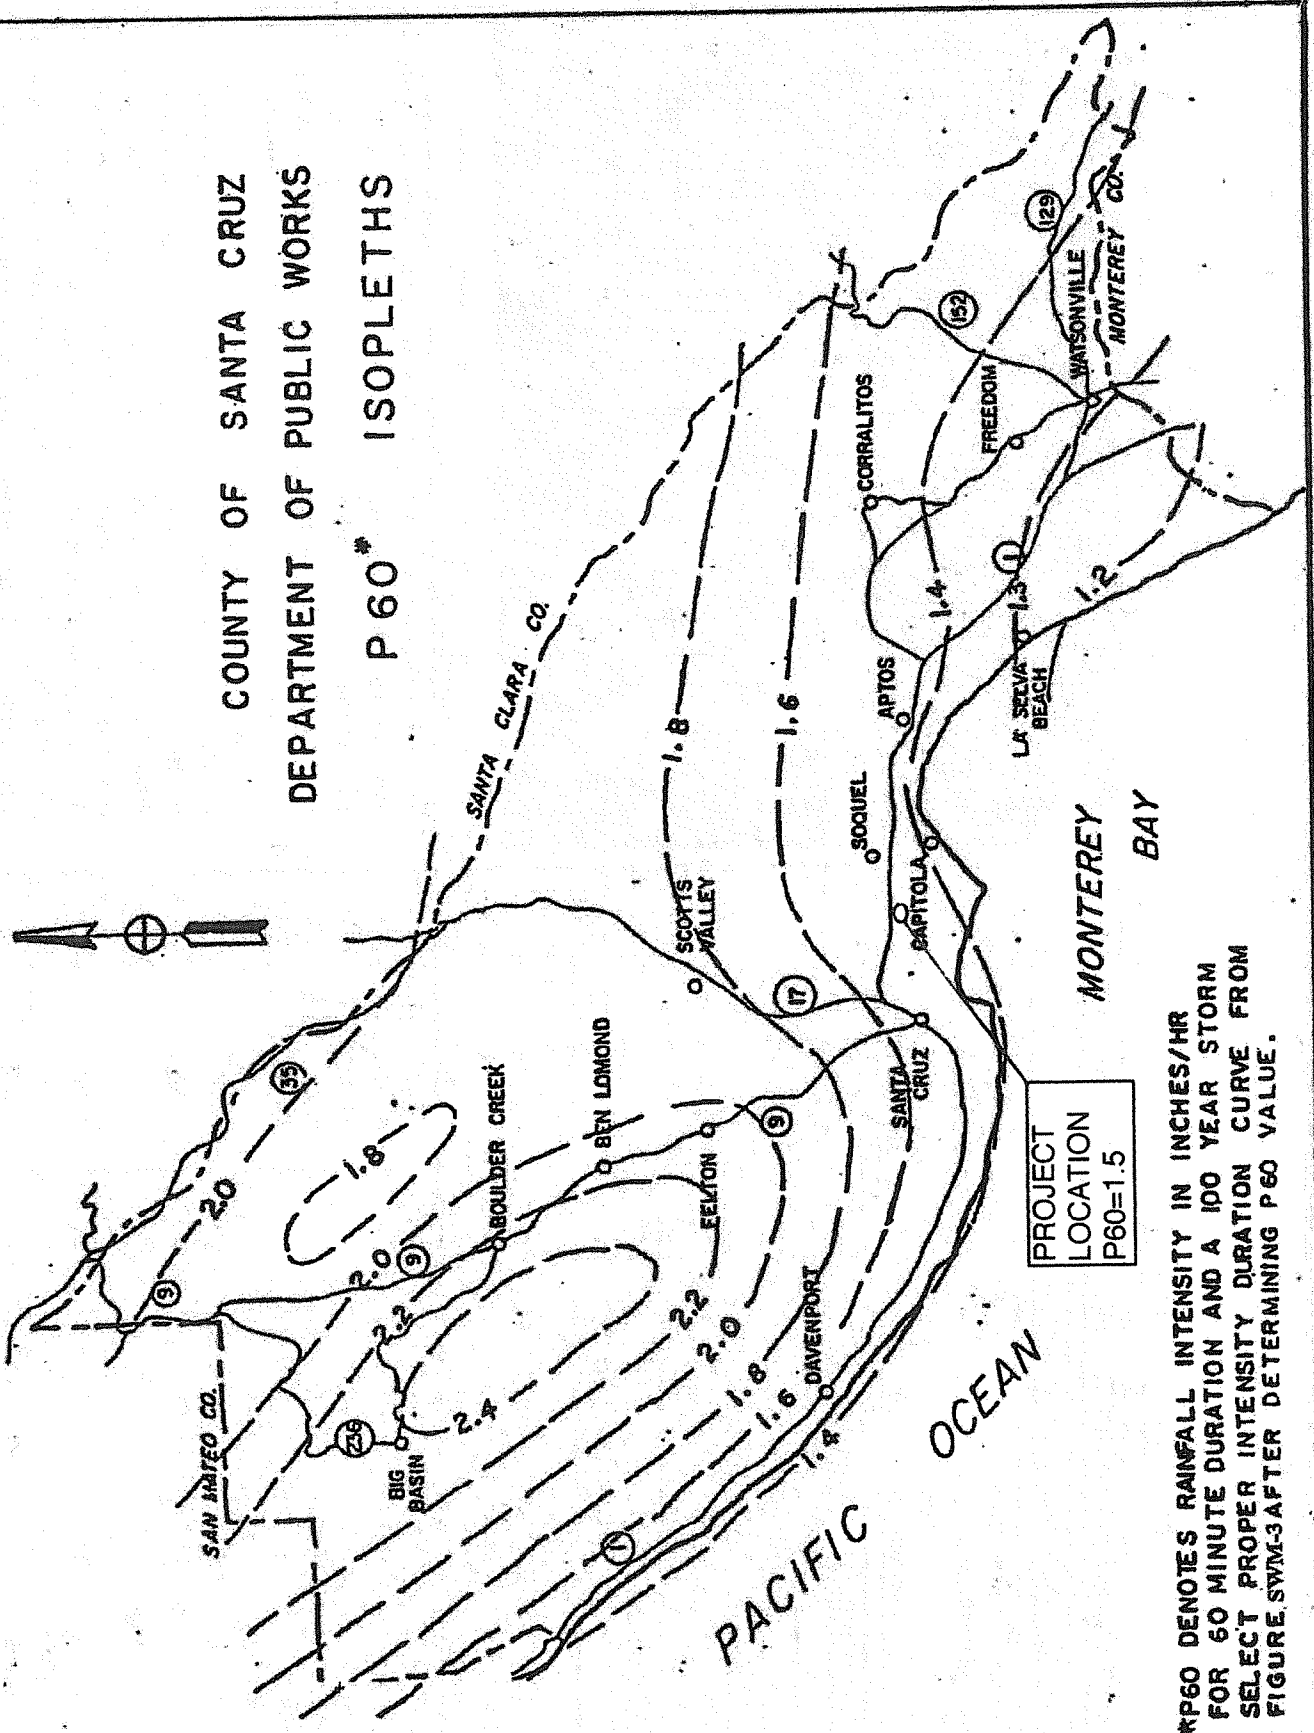 COUNTY OF SANTA CRUZ
DEPARTMENT OF PUBLIC WORKS
P60* ISOPLETHS
SANTA CLARA CO.
SAN MATEO CO.
35
9
2.0
1.8
236
BIG
BASIN
2.0
9
2.2
2.4
BOULDER CREEK
BEN LOMOND
FELTON
9
2.2
2.0
1.8
1.6
1.4
1
DAVENPORT
SCOTTS
VALLEY
17
SANTA
CRUZ
1.8
1.6
SOQUEL
CAPITOLA
APTOS
1.4
LA SELVA
BEACH
1.3
1
1.2
CORRALITOS
FREEDOM
152
129
WATSONVILLE
MONTEREY CO.
MONTEREY
BAY
PACIFIC OCEAN
PROJECT
LOCATION
P60=1.5
*P60 DENOTES RAINFALL INTENSITY IN INCHES/HR
FOR 60 MINUTE DURATION AND A 100 YEAR STORM
SELECT PROPER INTENSITY DURATION CURVE FROM
FIGURE SWM-3 AFTER DETERMINING P60 VALUE.